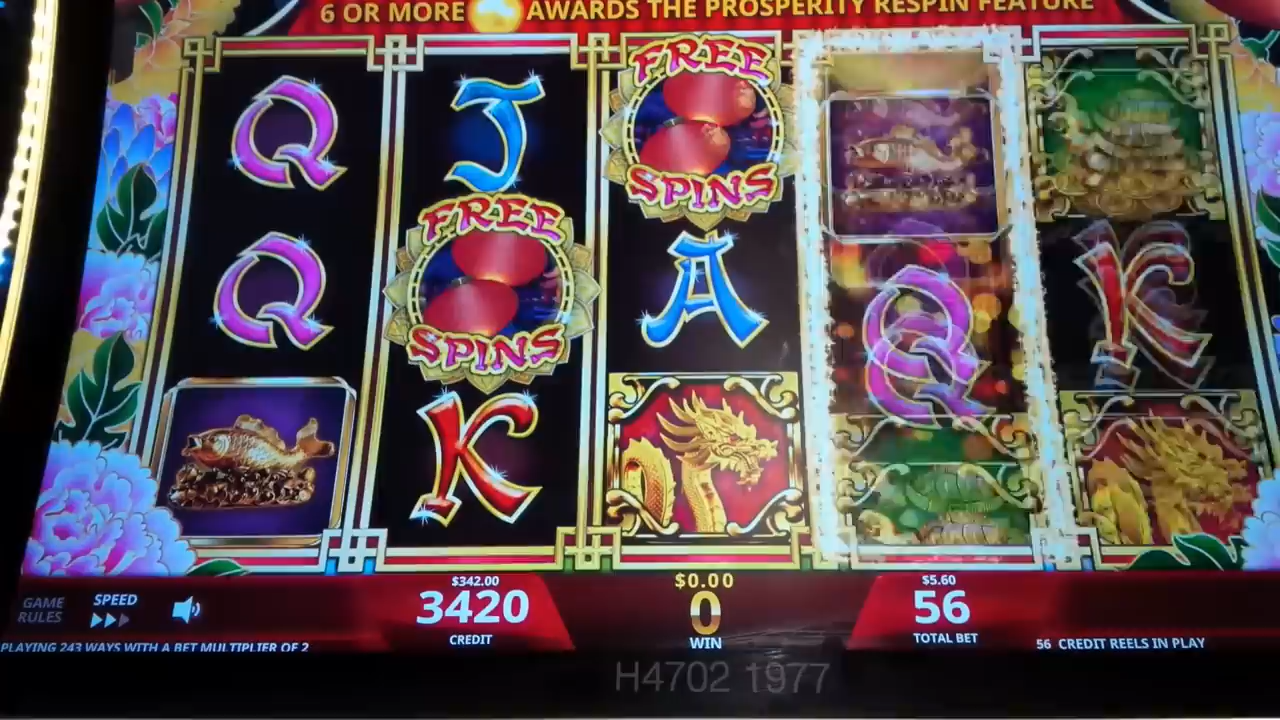 6 OR MORE AWARDS THE PROSPERITY RESPIN FEATURE
Q
J
FREE
SPINS
FREE
SPINS
Q
A
Q
K
K
GAME
RULES
SPEED
$342.00
3420
CREDIT
$0.00
0
WIN
$5.60
56
TOTAL BET
PLAYING 243 WAYS WITH A BET MULTIPLIER OF 2
56 CREDIT REELS IN PLAY
H4702 1977